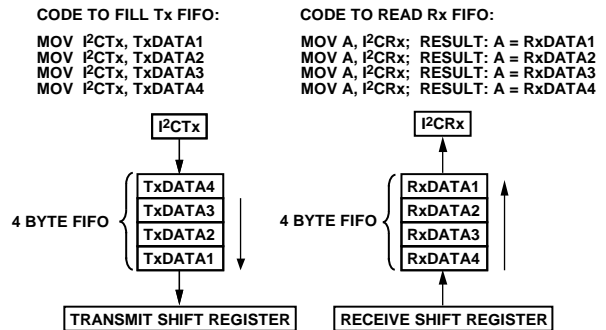 CODE TO FILL Tx FIFO:
MOV I²CTx, TxDATA1
MOV I²CTx, TxDATA2
MOV I²CTx, TxDATA3
MOV I²CTx, TxDATA4
I²CTx
TxDATA4
TxDATA3
TxDATA2
TxDATA1
4 BYTE FIFO
TRANSMIT SHIFT REGISTER
CODE TO READ Rx FIFO:
MOV A, I²CRx; RESULT: A = RxDATA1
MOV A, I²CRx; RESULT: A = RxDATA2
MOV A, I²CRx; RESULT: A = RxDATA3
MOV A, I²CRx; RESULT: A = RxDATA4
I²CRx
RxDATA1
RxDATA2
RxDATA3
RxDATA4
4 BYTE FIFO
RECEIVE SHIFT REGISTER